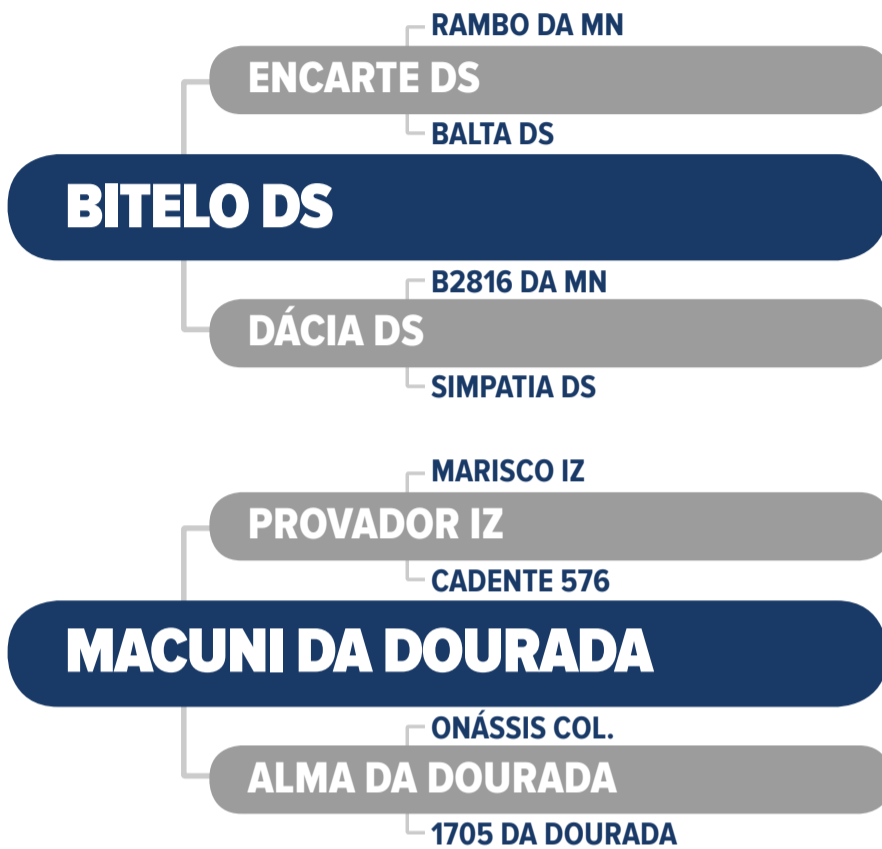 RAMBO DA MN
ENCARTE DS
BALTA DS
BITELO DS
B2816 DA MN
DÁCIA DS
SIMPATIA DS
MARISCO IZ
PROVADOR IZ
CADENTE 576
MACUNI DA DOURADA
ONÁSSIS COL.
ALMA DA DOURADA
1705 DA DOURADA